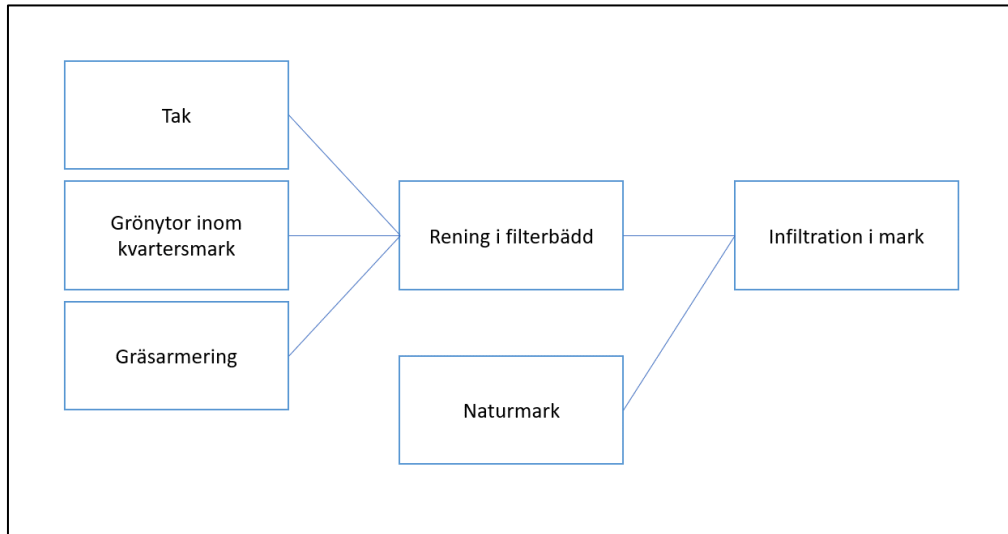 Tak
Grönytor inom
kvartersmark
Gräsarmering
Rening i filterbädd
Naturmark
Infiltration i mark